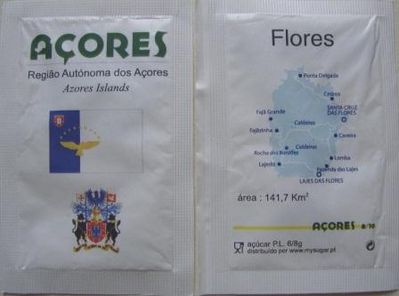 AÇORES
Região Autónoma dos Açores
Azores Islands
Flores
Ponta Delgada
Cedros
SANTA CRUZ
DAS FLORES
Fajã Grande
Caldeiras
Fajãzinha
Caveira
Caldeiras
Rocha dos Bordões
Lomba
Lajedo
Fazenda das Lajes
LAJES DAS FLORES
área : 141,7 Km²
AÇORES 8/10
açúcar P.L. 6/8g
distribuído por www.mysugar.pt